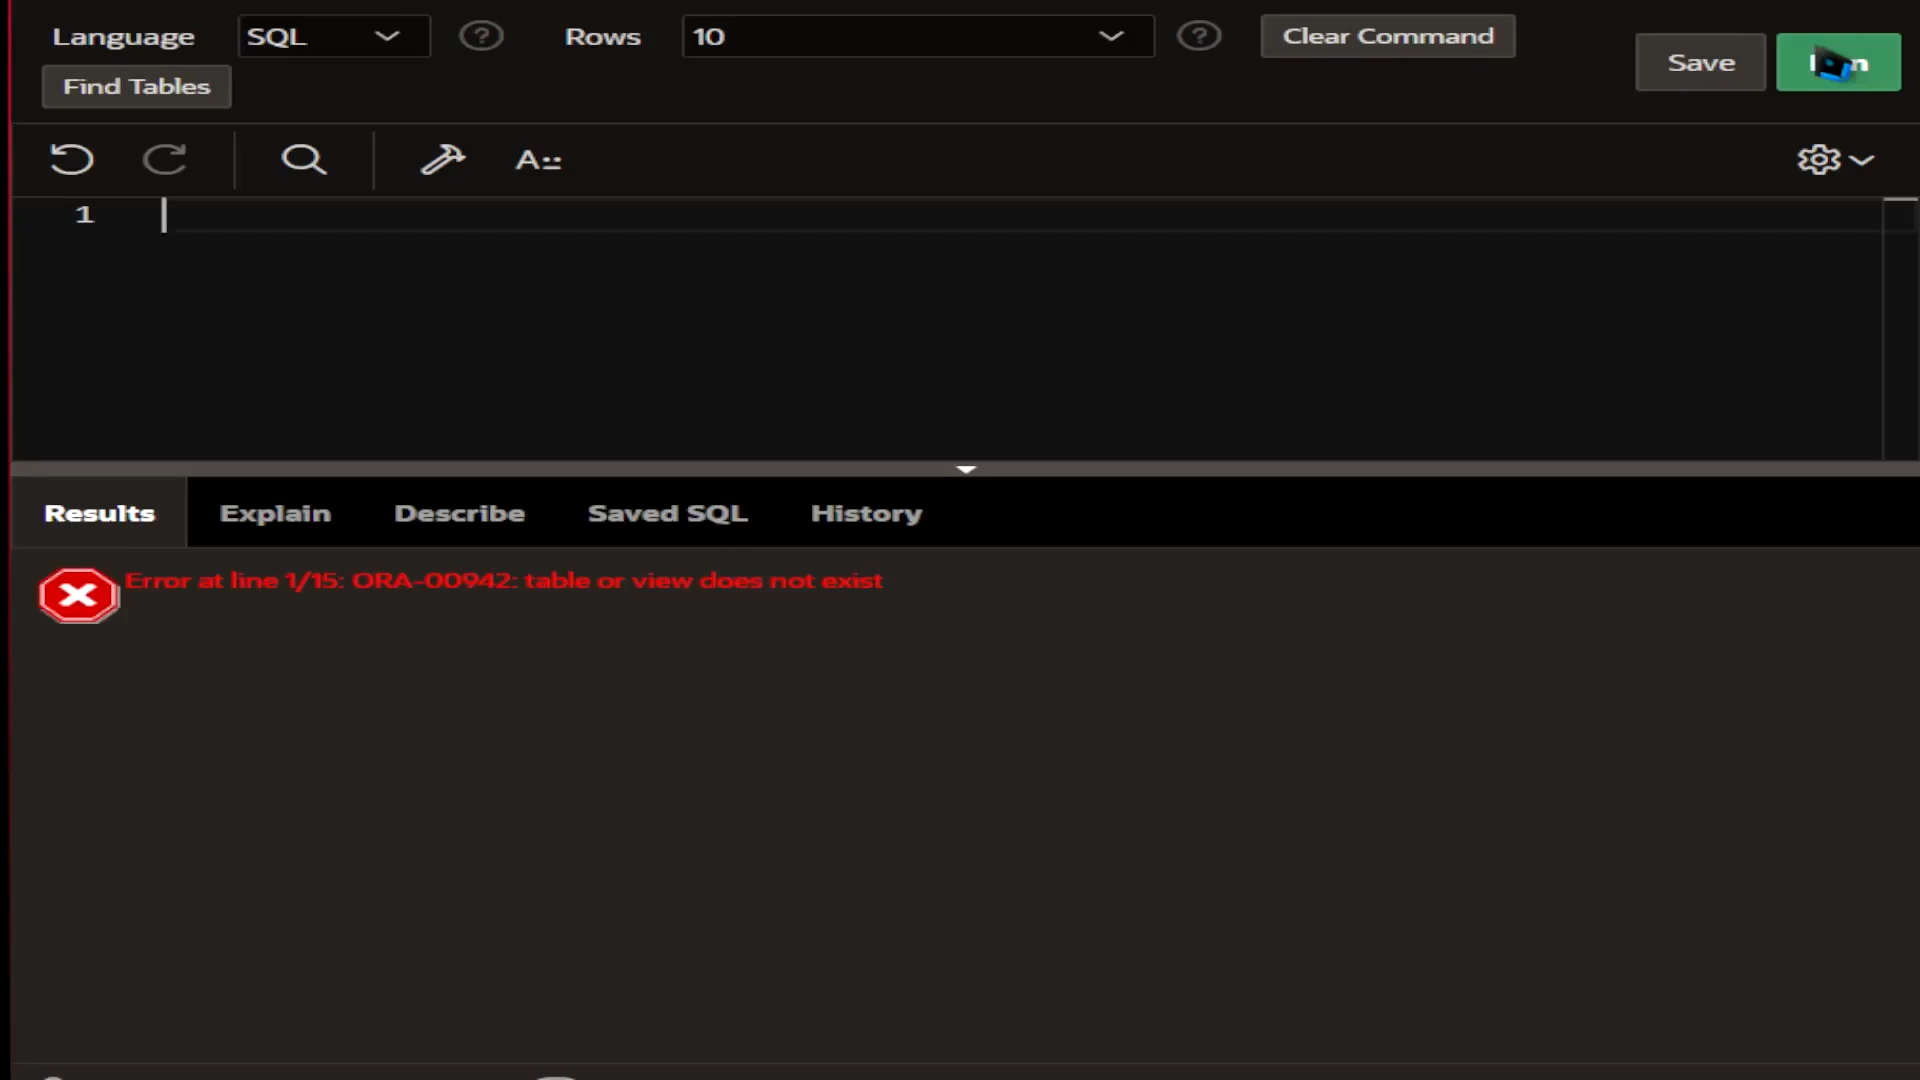 Language SQL ? Rows 10 ? Clear Command
Save
Find Tables
A::
1
Results Explain Describe Saved SQL History
Error at line 1/15: ORA-00942: table or view does not exist